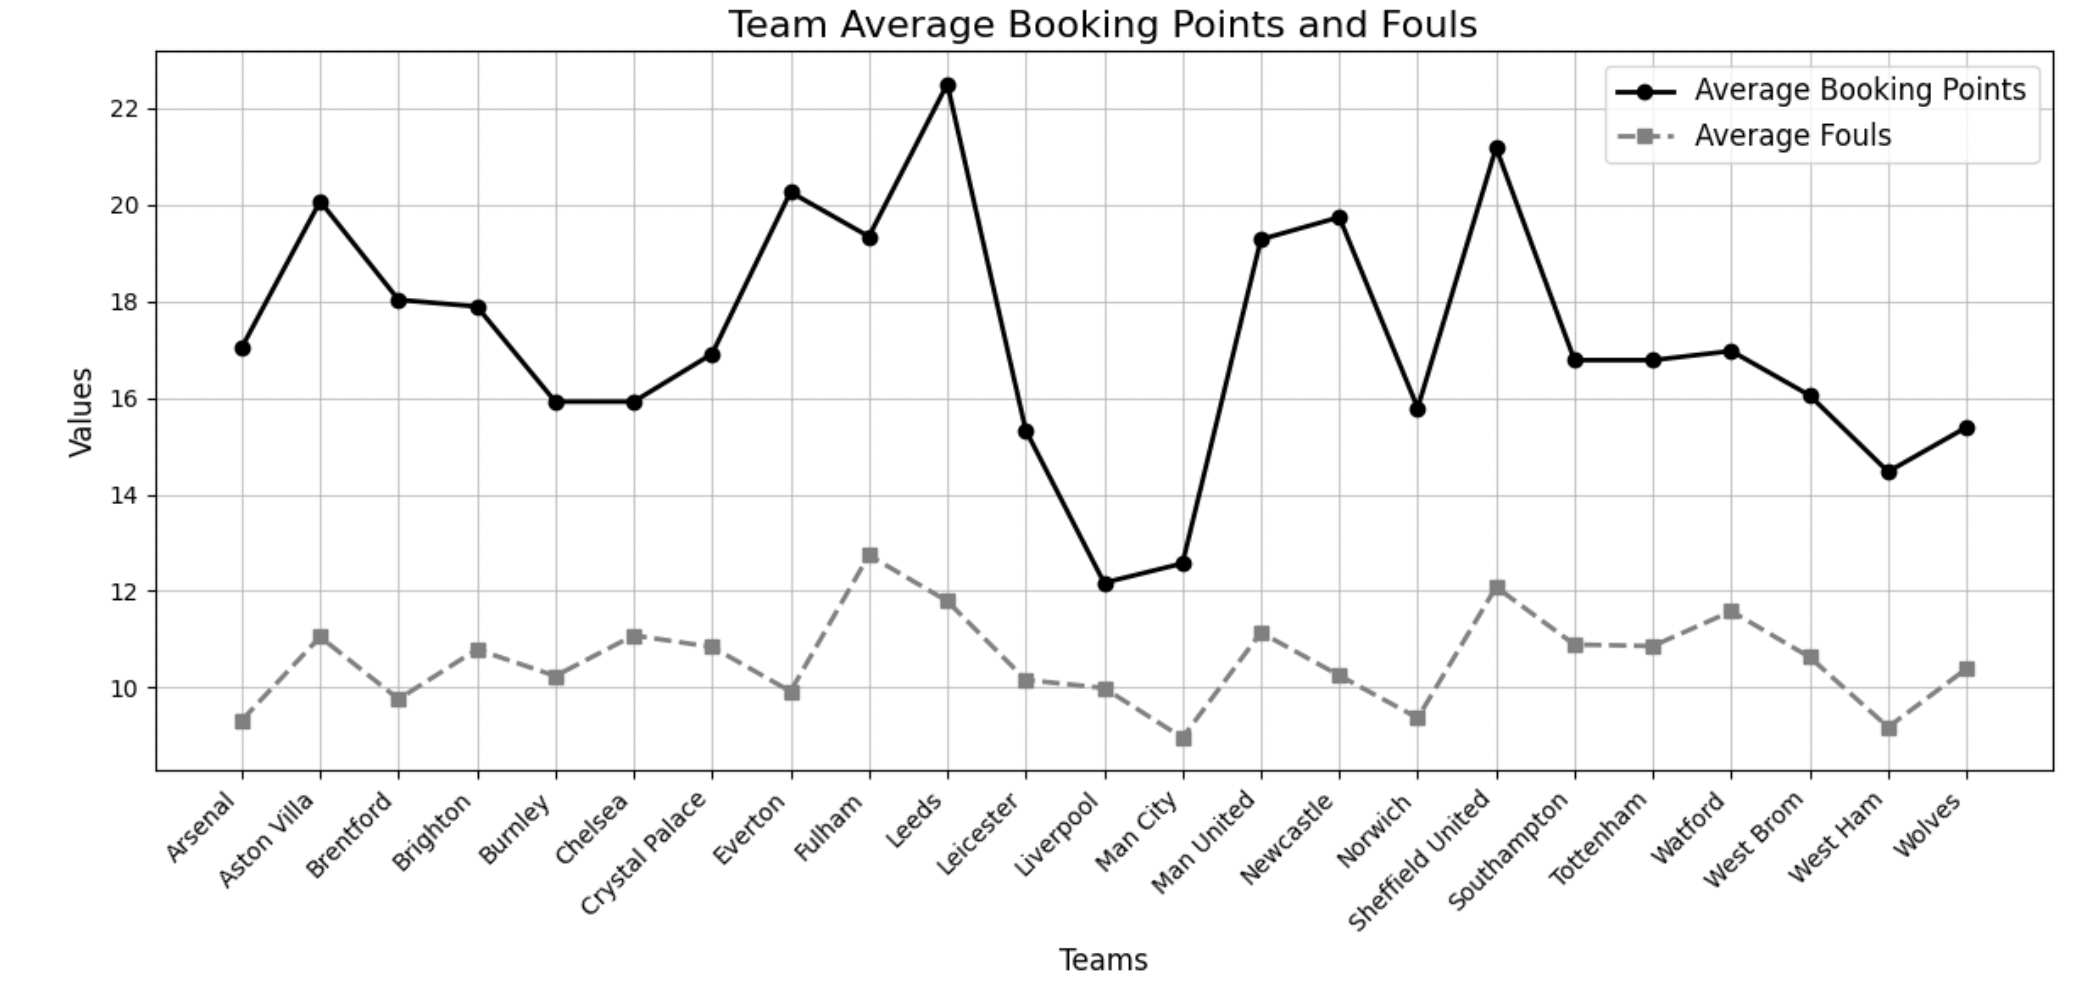 Team Average Booking Points and Fouls
Average Booking Points
Average Fouls
Values
22
20
18
16
14
12
10
Arsenal
Aston Villa
Brentford
Brighton
Burnley
Chelsea
Crystal Palace
Everton
Fulham
Leeds
Leicester
Liverpool
Man City
Man United
Newcastle
Norwich
Sheffield United
Southampton
Tottenham
Watford
West Brom
West Ham
Wolves
Teams